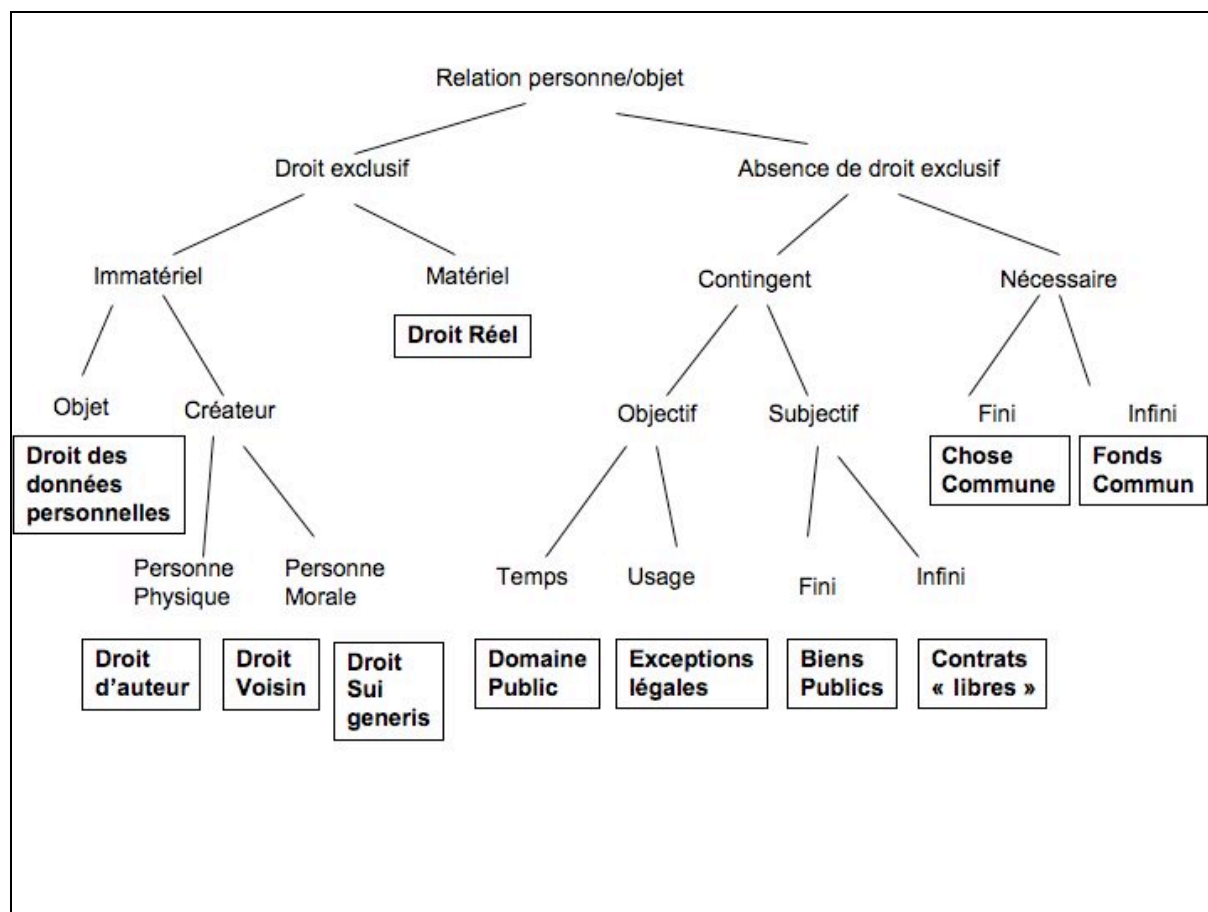 Relation personne/objet
Droit exclusif
Absence de droit exclusif
Immatériel
Matériel
Contingent
Nécessaire
Droit Réel
Objet
Créateur
Objectif
Subjectif
Fini
Infini
Droit des
données
personnelles
Chose
Commune
Fonds
Commun
Personne
Physique
Personne
Morale
Temps
Usage
Fini
Infini
Droit
d'auteur
Droit
Voisin
Droit
Sui
generis
Domaine
Public
Exceptions
légales
Biens
Publics
Contrats
« libres »